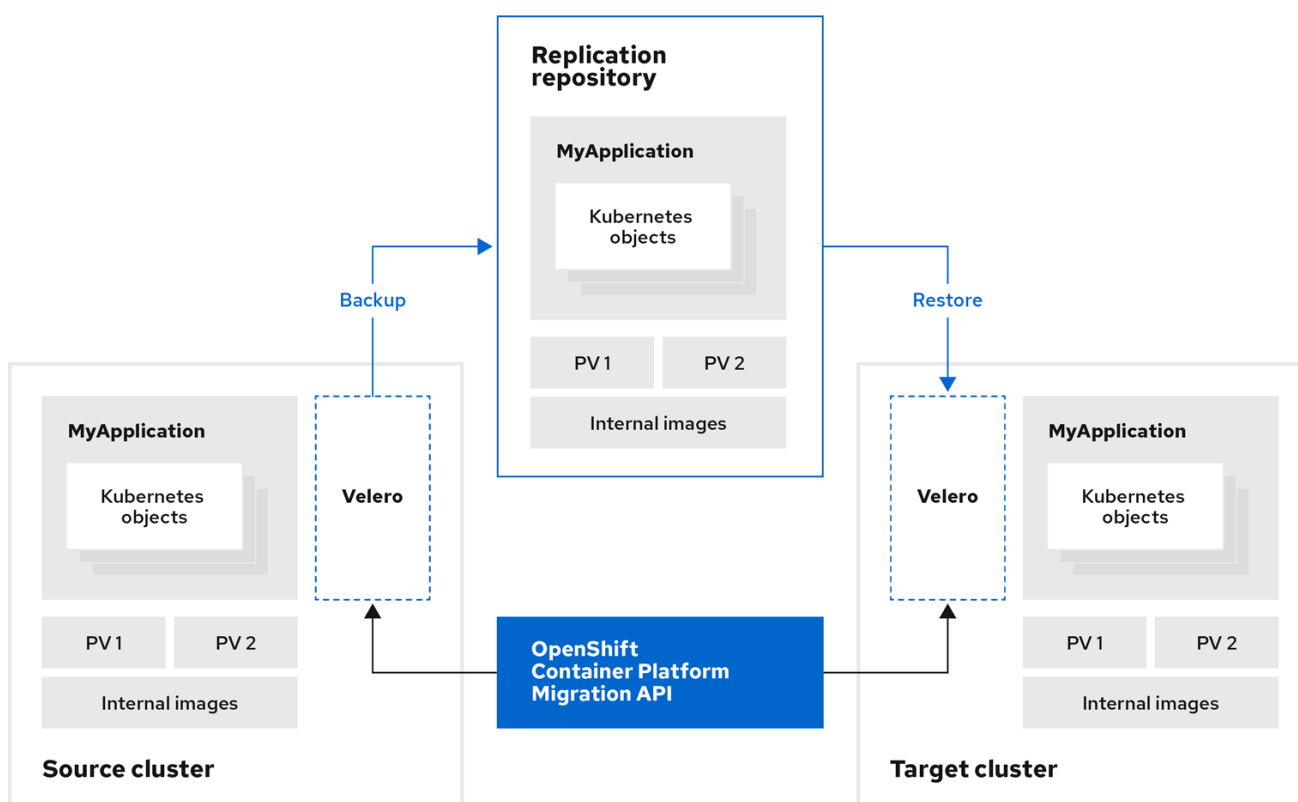 Replication
repository
MyApplication
Kubernetes
objects
Backup
Restore
PV 1
PV 2
Internal images
MyApplication
Kubernetes
objects
Velero
PV 1
PV 2
Internal images
Source cluster
OpenShift
Container Platform
Migration API
Velero
MyApplication
Kubernetes
objects
PV 1
PV 2
Internal images
Target cluster